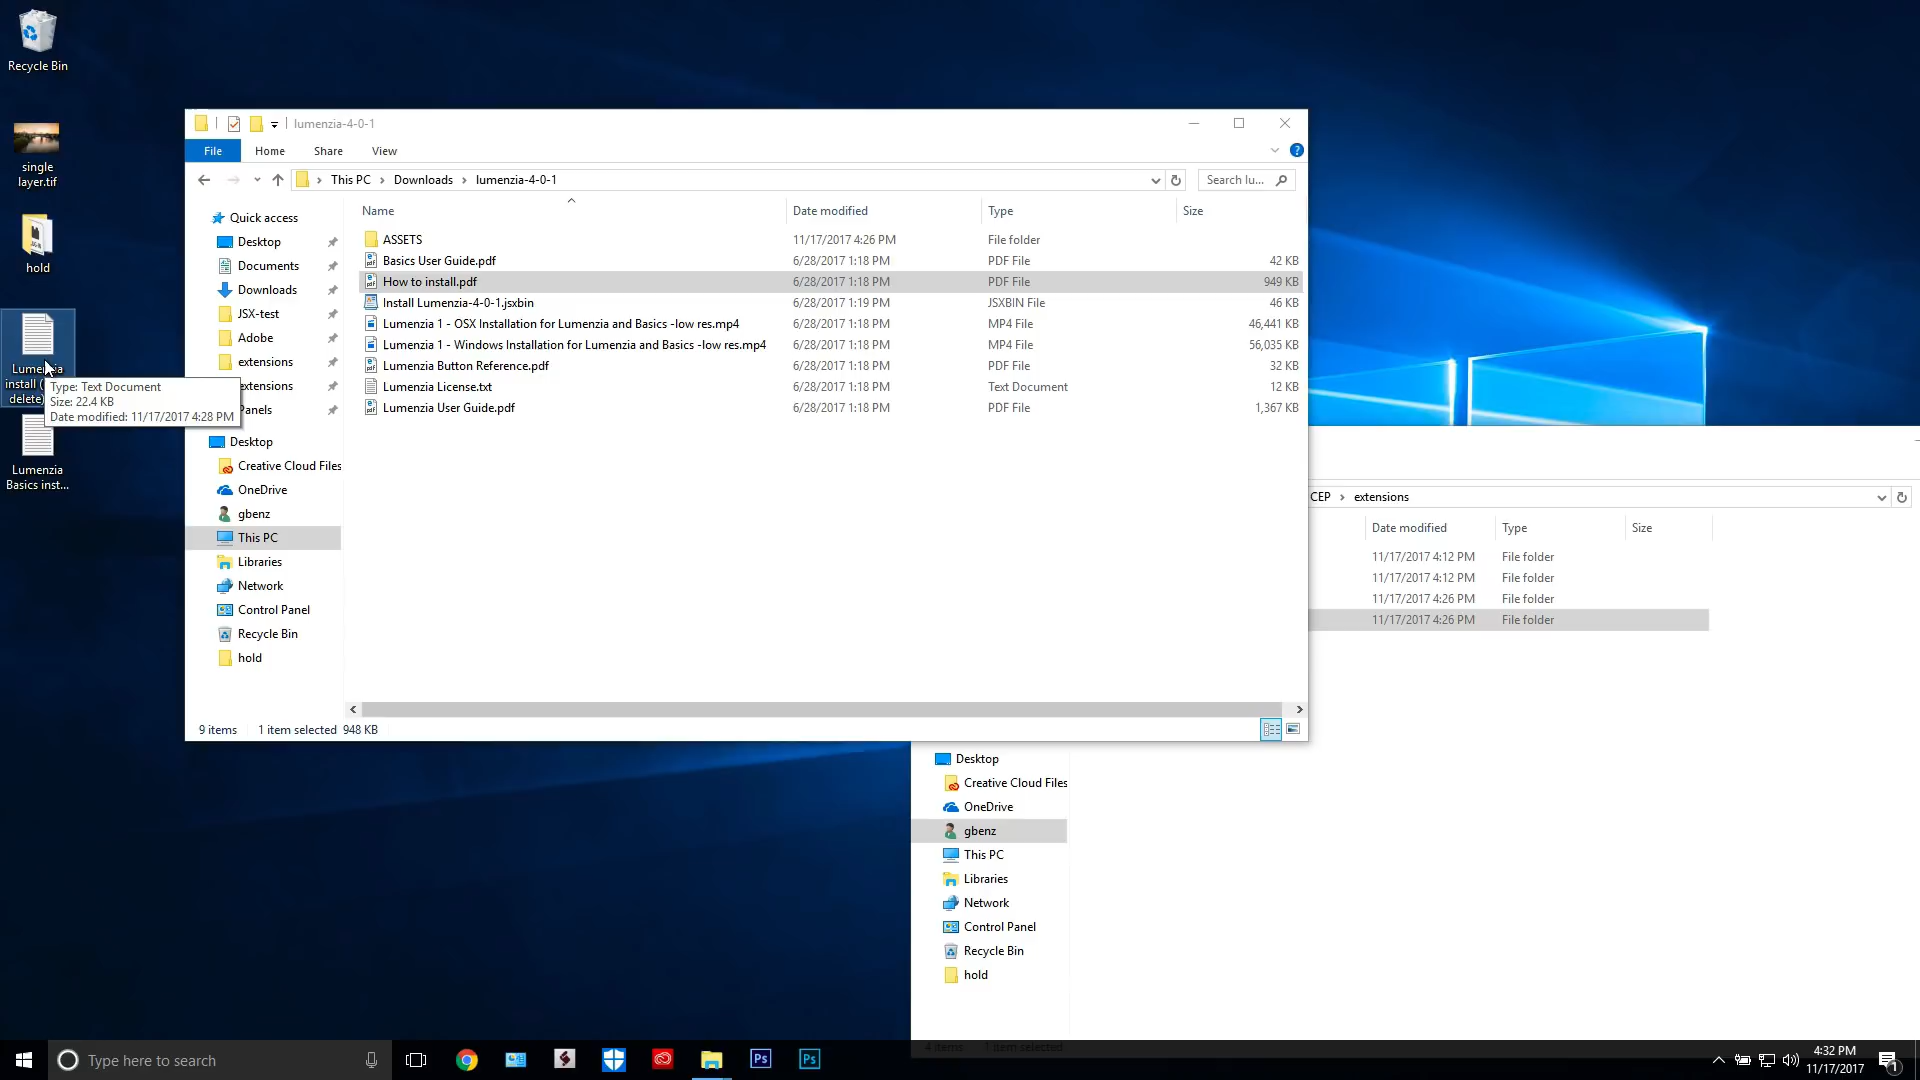 Recycle Bin
single
layer.tif
hold
install
delete)
Type: Text Document
Size: 22.4 KB
Date modified: 11/17/2017 4:28 PM
Lumenzia
Basics inst...
lumenzia-4-0-1
File Home Share View
This PC Downloads lumenzia-4-0-1
Search lu...
Name Date modified Type Size
ASSETS 11/17/2017 4:26 PM File folder
Basics User Guide.pdf 6/28/2017 1:18 PM PDF File 42 KB
How to install.pdf 6/28/2017 1:18 PM PDF File 949 KB
Install Lumenzia-4-0-1.jsxbin 6/28/2017 1:19 PM JSXBIN File 46 KB
Lumenzia 1 - OSX Installation for Lumenzia and Basics -low res.mp4 6/28/2017 1:18 PM MP4 File 46,441 KB
Lumenzia 1 - Windows Installation for Lumenzia and Basics -low res.mp4 6/28/2017 1:18 PM MP4 File 56,035 KB
Lumenzia Button Reference.pdf 6/28/2017 1:18 PM PDF File 32 KB
Lumenzia License.txt 6/28/2017 1:18 PM Text Document 12 KB
Lumenzia User Guide.pdf 6/28/2017 1:18 PM PDF File 1,367 KB
Quick access
Desktop
Documents
Downloads
JSX-test
Adobe
extensions
extensions
Panels
Desktop
Creative Cloud Files
OneDrive
gbenz
This PC
Libraries
Network
Control Panel
Recycle Bin
hold
9 items 1 item selected 948 KB
CEP extensions
Date modified Type Size
11/17/2017 4:12 PM File folder
11/17/2017 4:12 PM File folder
11/17/2017 4:26 PM File folder
11/17/2017 4:26 PM File folder
Desktop
Creative Cloud Files
OneDrive
gbenz
This PC
Libraries
Network
Control Panel
Recycle Bin
hold
4 items 1 item selected
Type here to search
Ps
Ps
4:32 PM
11/17/2017
1